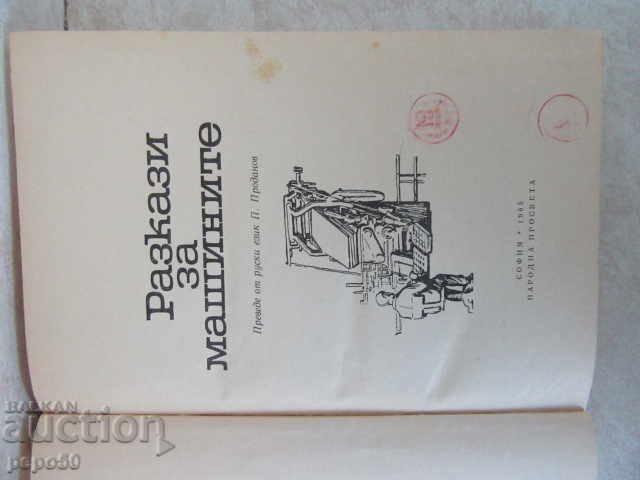 Разкази
за
машините
Преведе от руски език П. Проданов
СОФИЯ • 1965
НАРОДНА ПРОСВЕТА
BALKAN
auction
pepo50